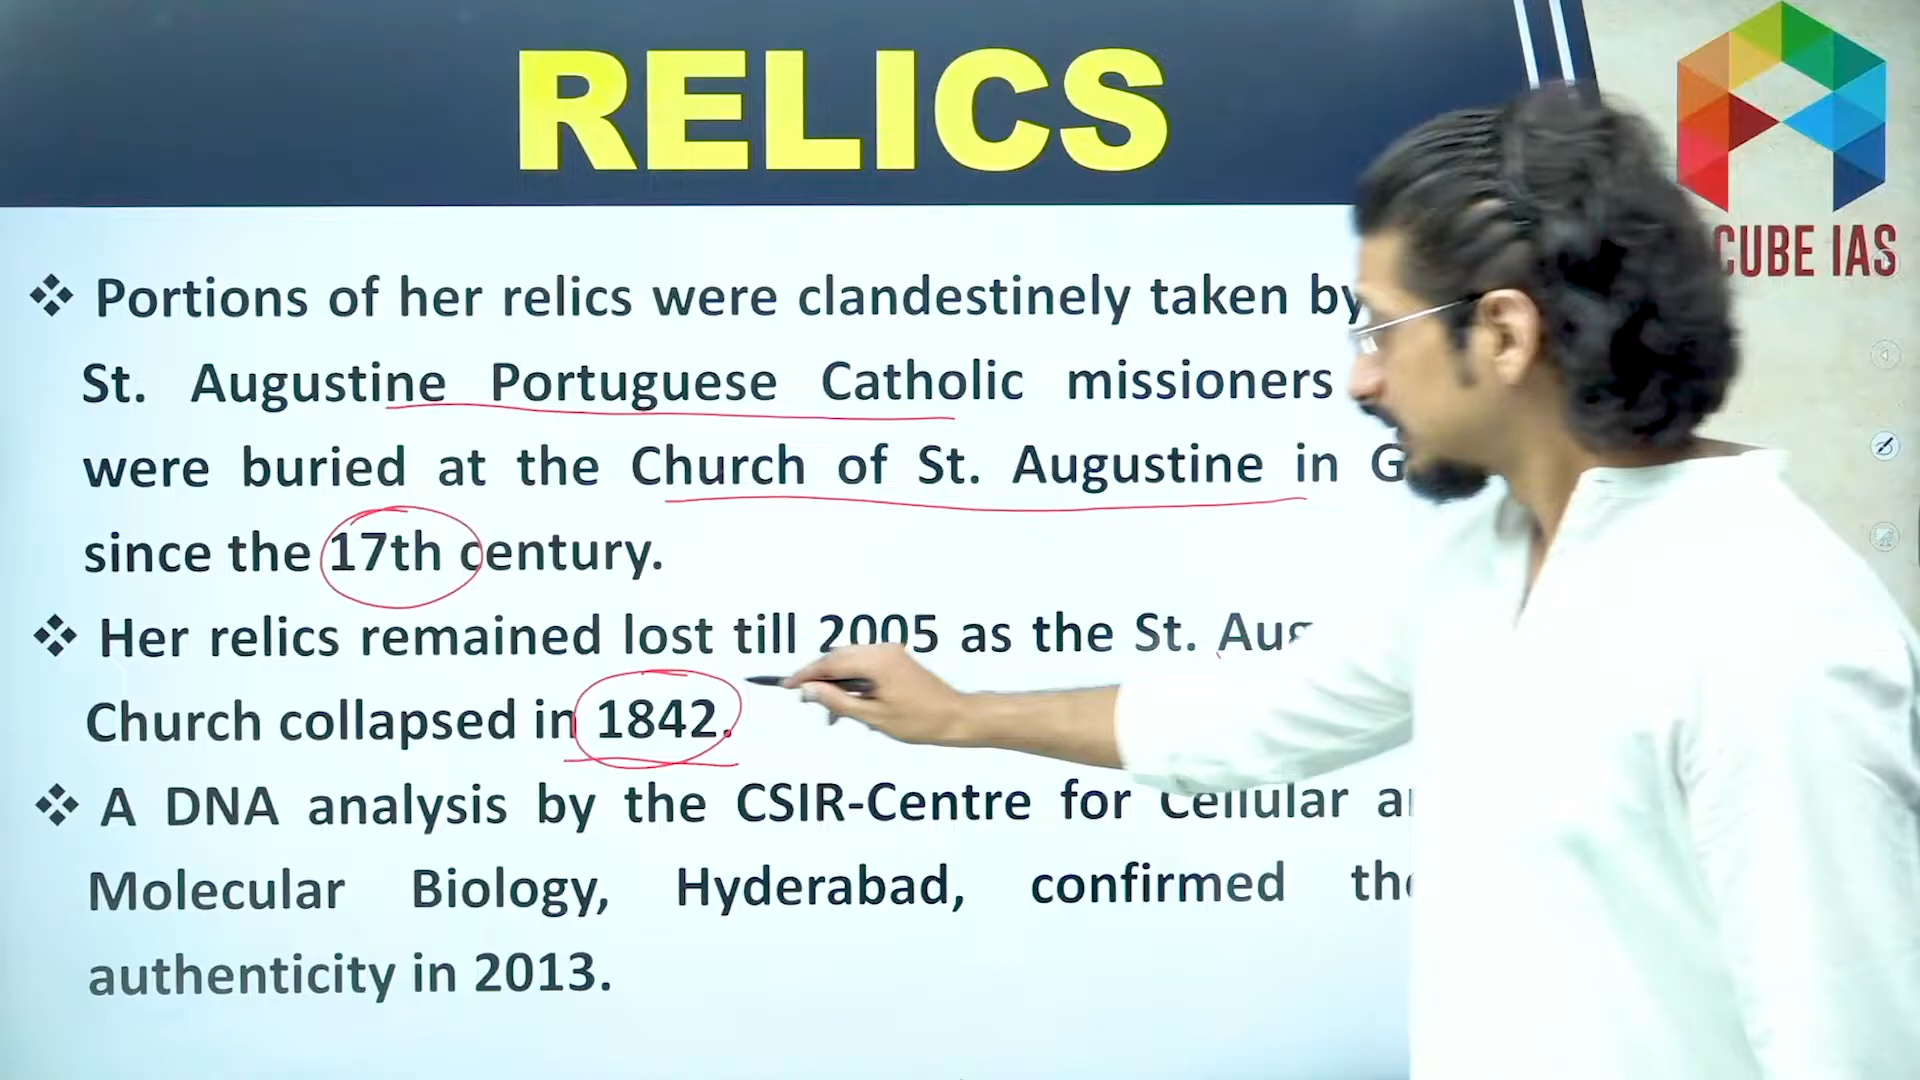 RELICS
CUBE IAS
❖ Portions of her relics were clandestinely taken by
St. Augustine Portuguese Catholic missioners
were buried at the Church of St. Augustine in
since the 17th century.
❖ Her relics remained lost till 2005 as the St.
Church collapsed in 1842.
❖ A DNA analysis by the CSIR-Centre for Cellular
Molecular Biology, Hyderabad, confirmed
authenticity in 2013.